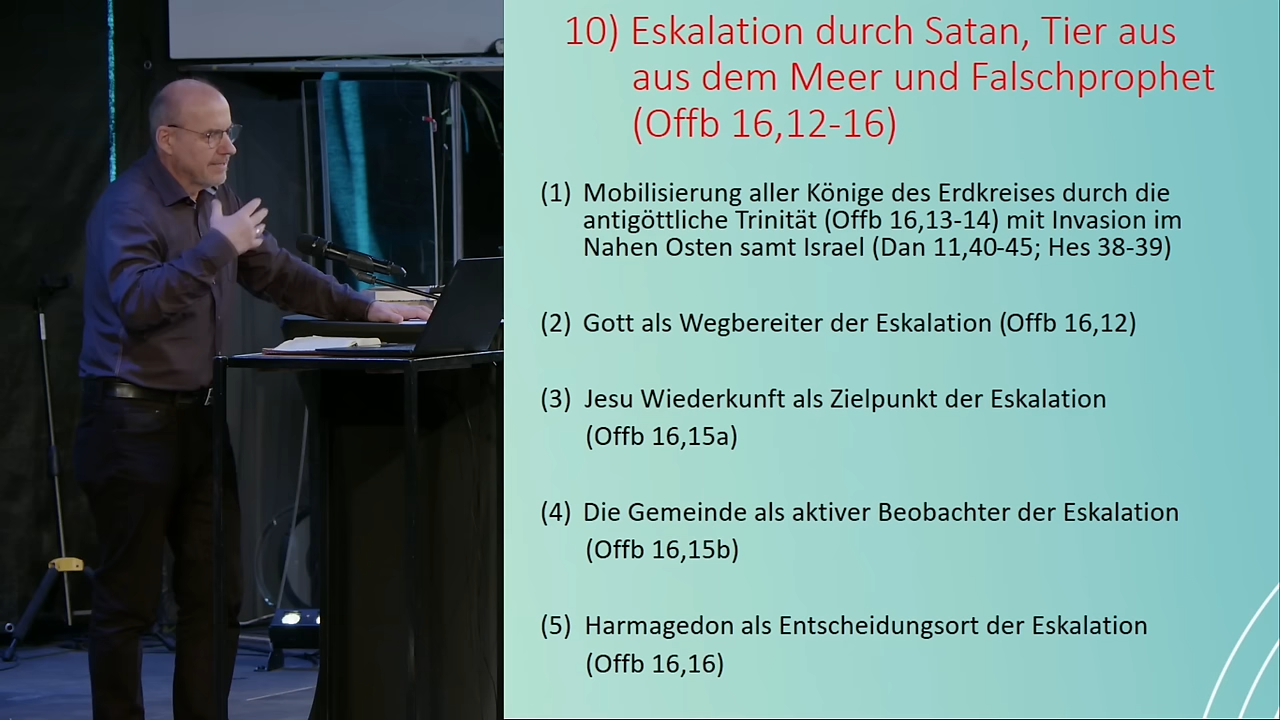 10) Eskalation durch Satan, Tier aus
aus dem Meer und Falschprophet
(Offb 16,12-16)
(1) Mobilisierung aller Könige des Erdkreises durch die
antigöttliche Trinität (Offb 16,13-14) mit Invasion im
Nahen Osten samt Israel (Dan 11,40-45; Hes 38-39)
(2) Gott als Wegbereiter der Eskalation (Offb 16,12)
(3) Jesu Wiederkunft als Zielpunkt der Eskalation
(Offb 16,15a)
(4) Die Gemeinde als aktiver Beobachter der Eskalation
(Offb 16,15b)
(5) Harmagedon als Entscheidungsort der Eskalation
(Offb 16,16)